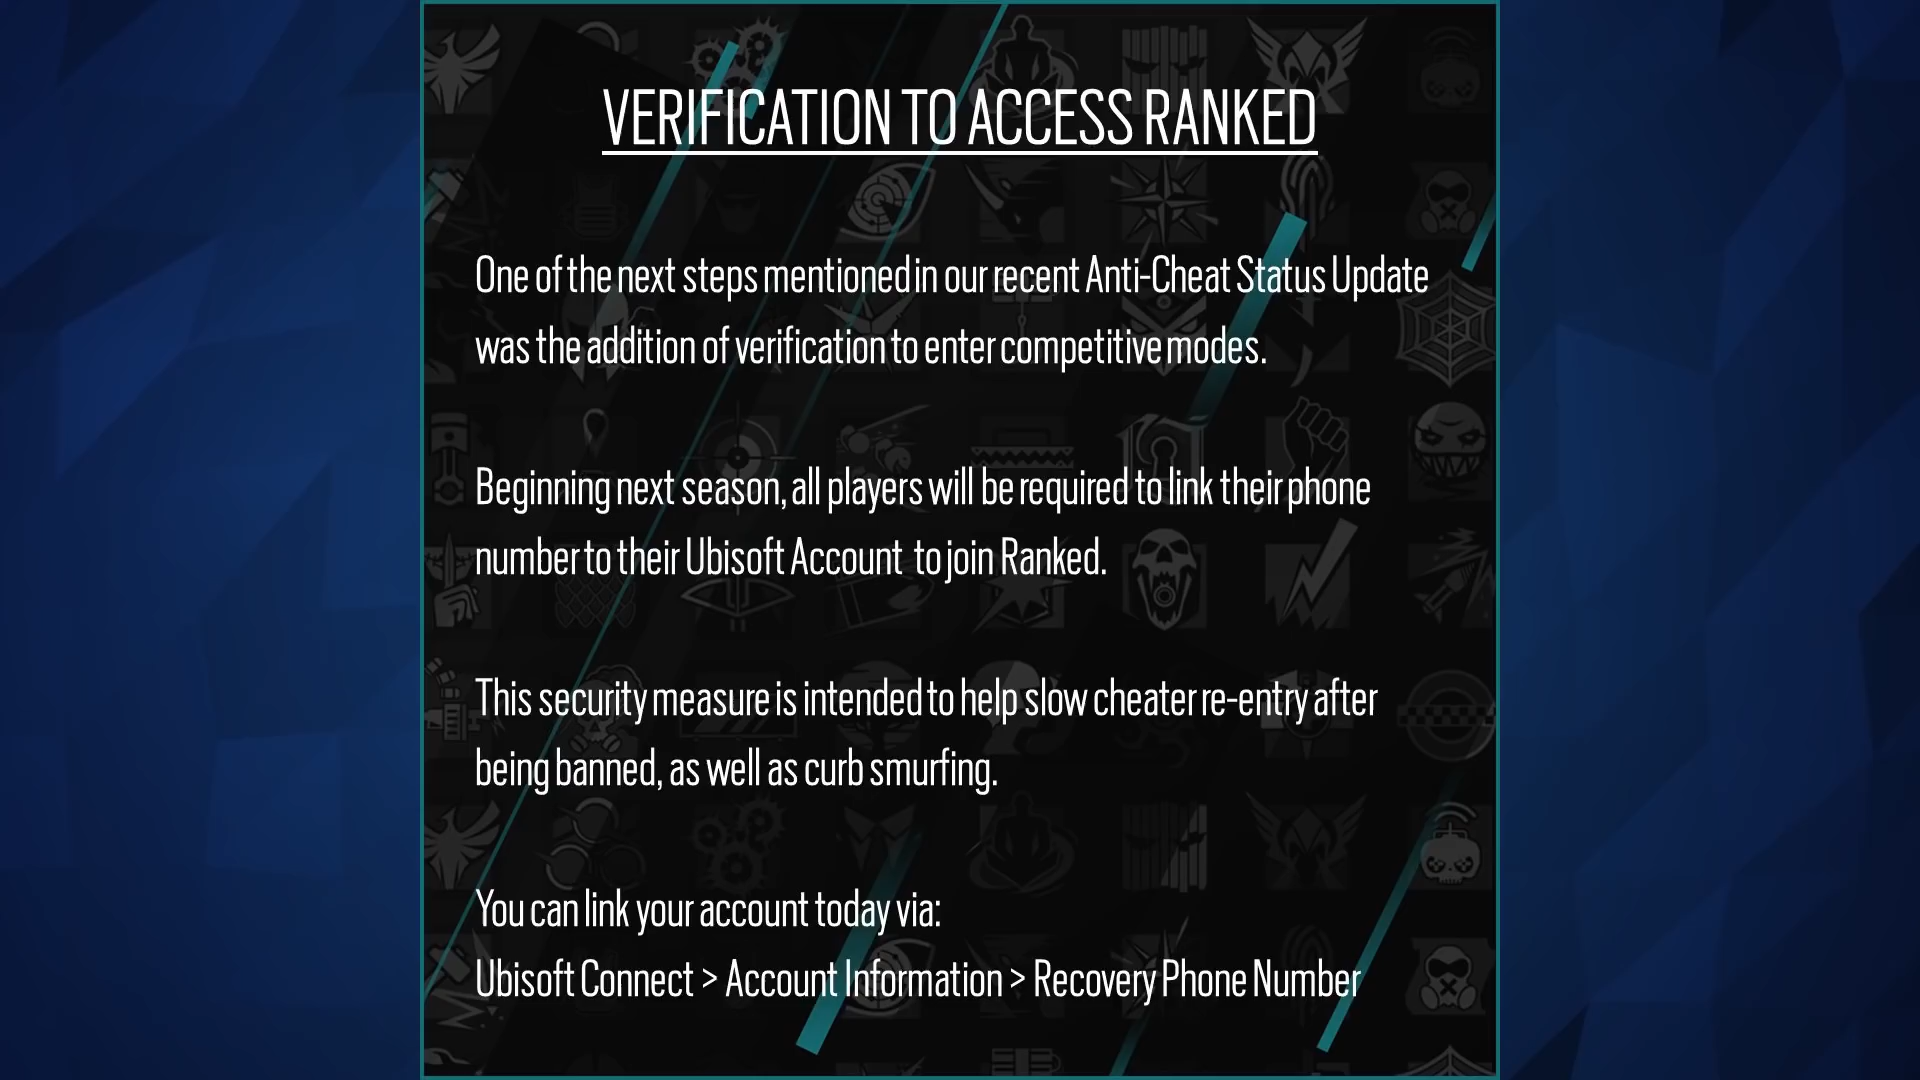 VERIFICATION TO ACCESS RANKED
One of the next steps mentioned in our recent Anti-Cheat Status Update
was the addition of verification to enter competitive modes.
Beginning next season, all players will be required to link their phone
number to their Ubisoft Account to join Ranked.
This security measure is intended to help slow cheater re-entry after
being banned, as well as curb smurfing.
You can link your account today via:
Ubisoft Connect > Account Information > Recovery Phone Number